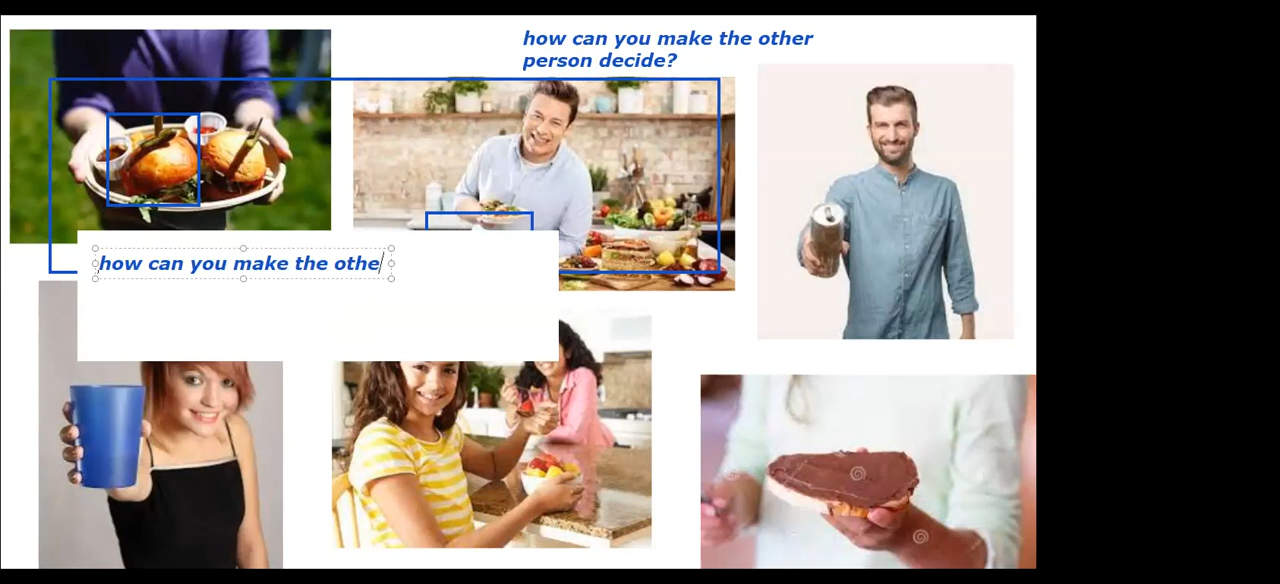 how can you make the other
person decide?
how can you make the othe